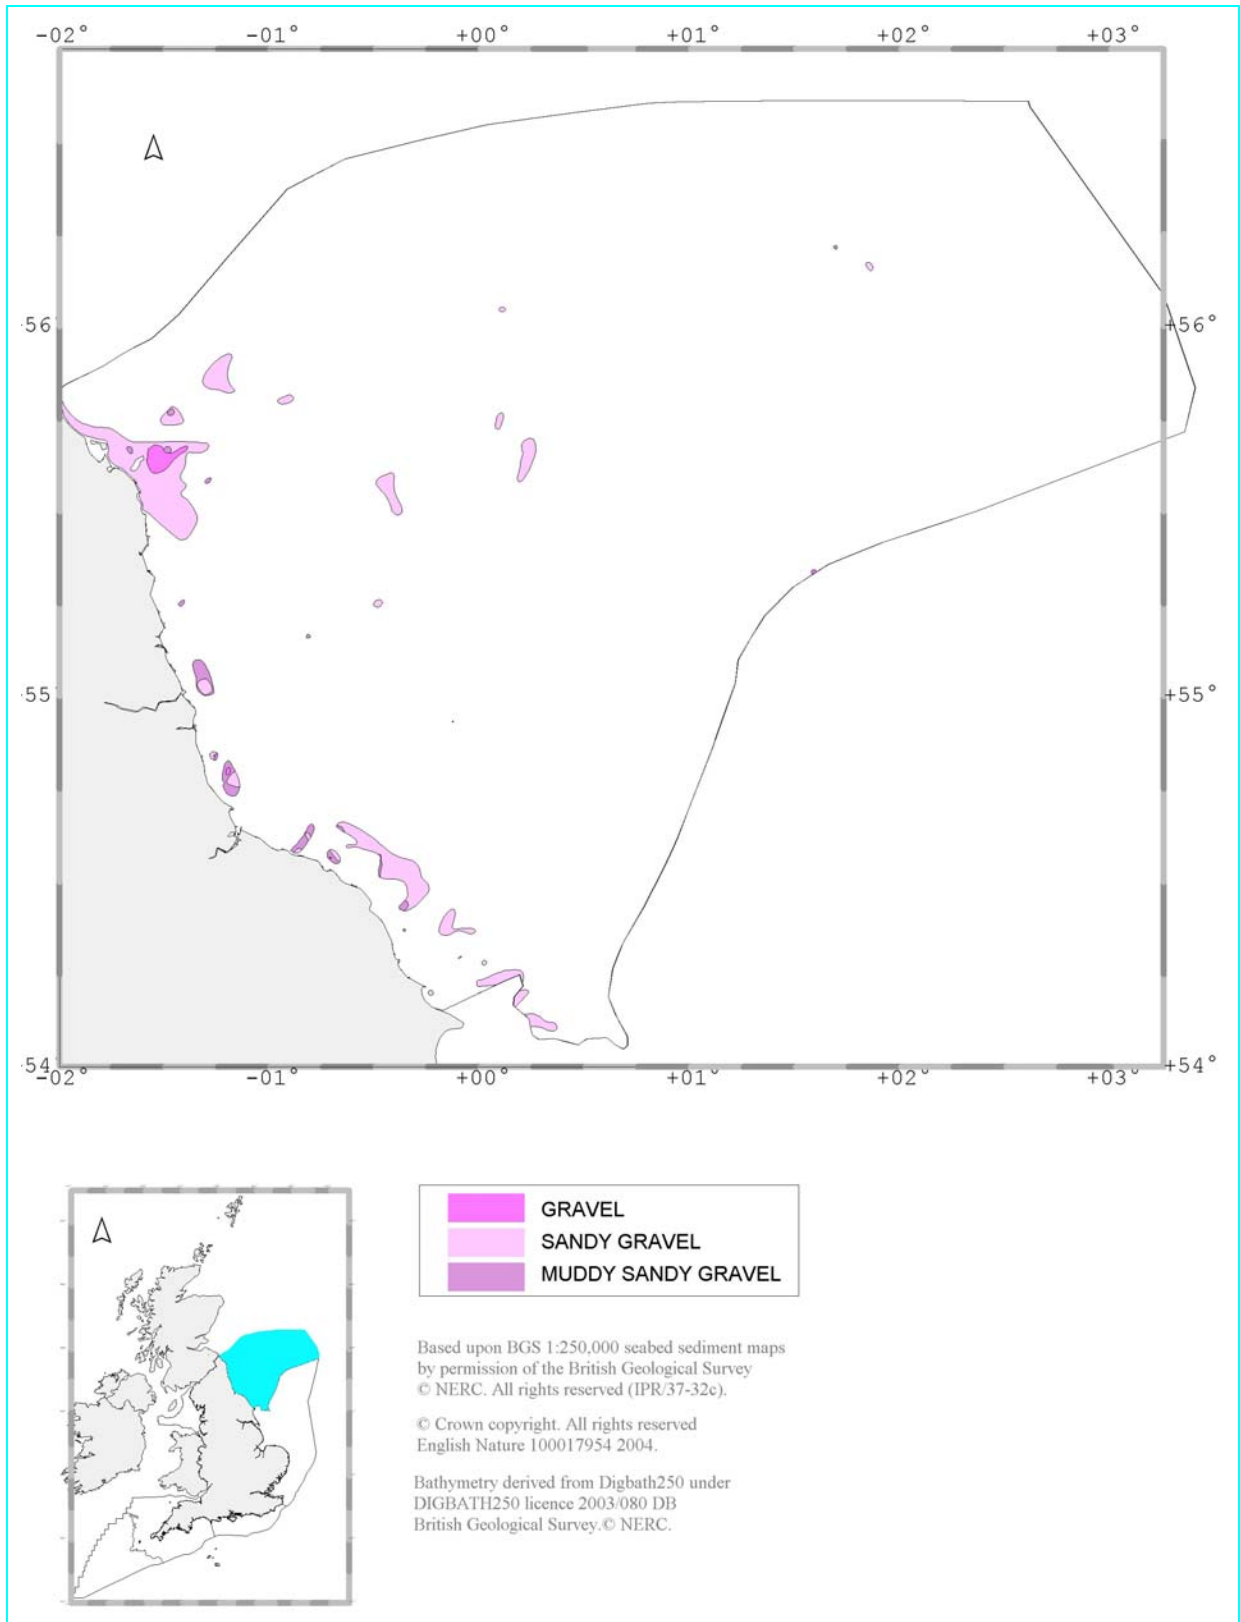 -02° -01° +00° +01° +02° +03°
56° +56°
55° +55°
54° +54°
-02° -01° +00° +01° +02° +03°
GRAVEL
SANDY GRAVEL
MUDDY SANDY GRAVEL
Based upon BGS 1:250,000 seabed sediment maps
by permission of the British Geological Survey
© NERC. All rights reserved (IPR/37-32c).
© Crown copyright. All rights reserved
English Nature 100017954 2004.
Bathymetry derived from Digbath250 under
DIGBATH250 licence 2003/080 DB
British Geological Survey.© NERC.